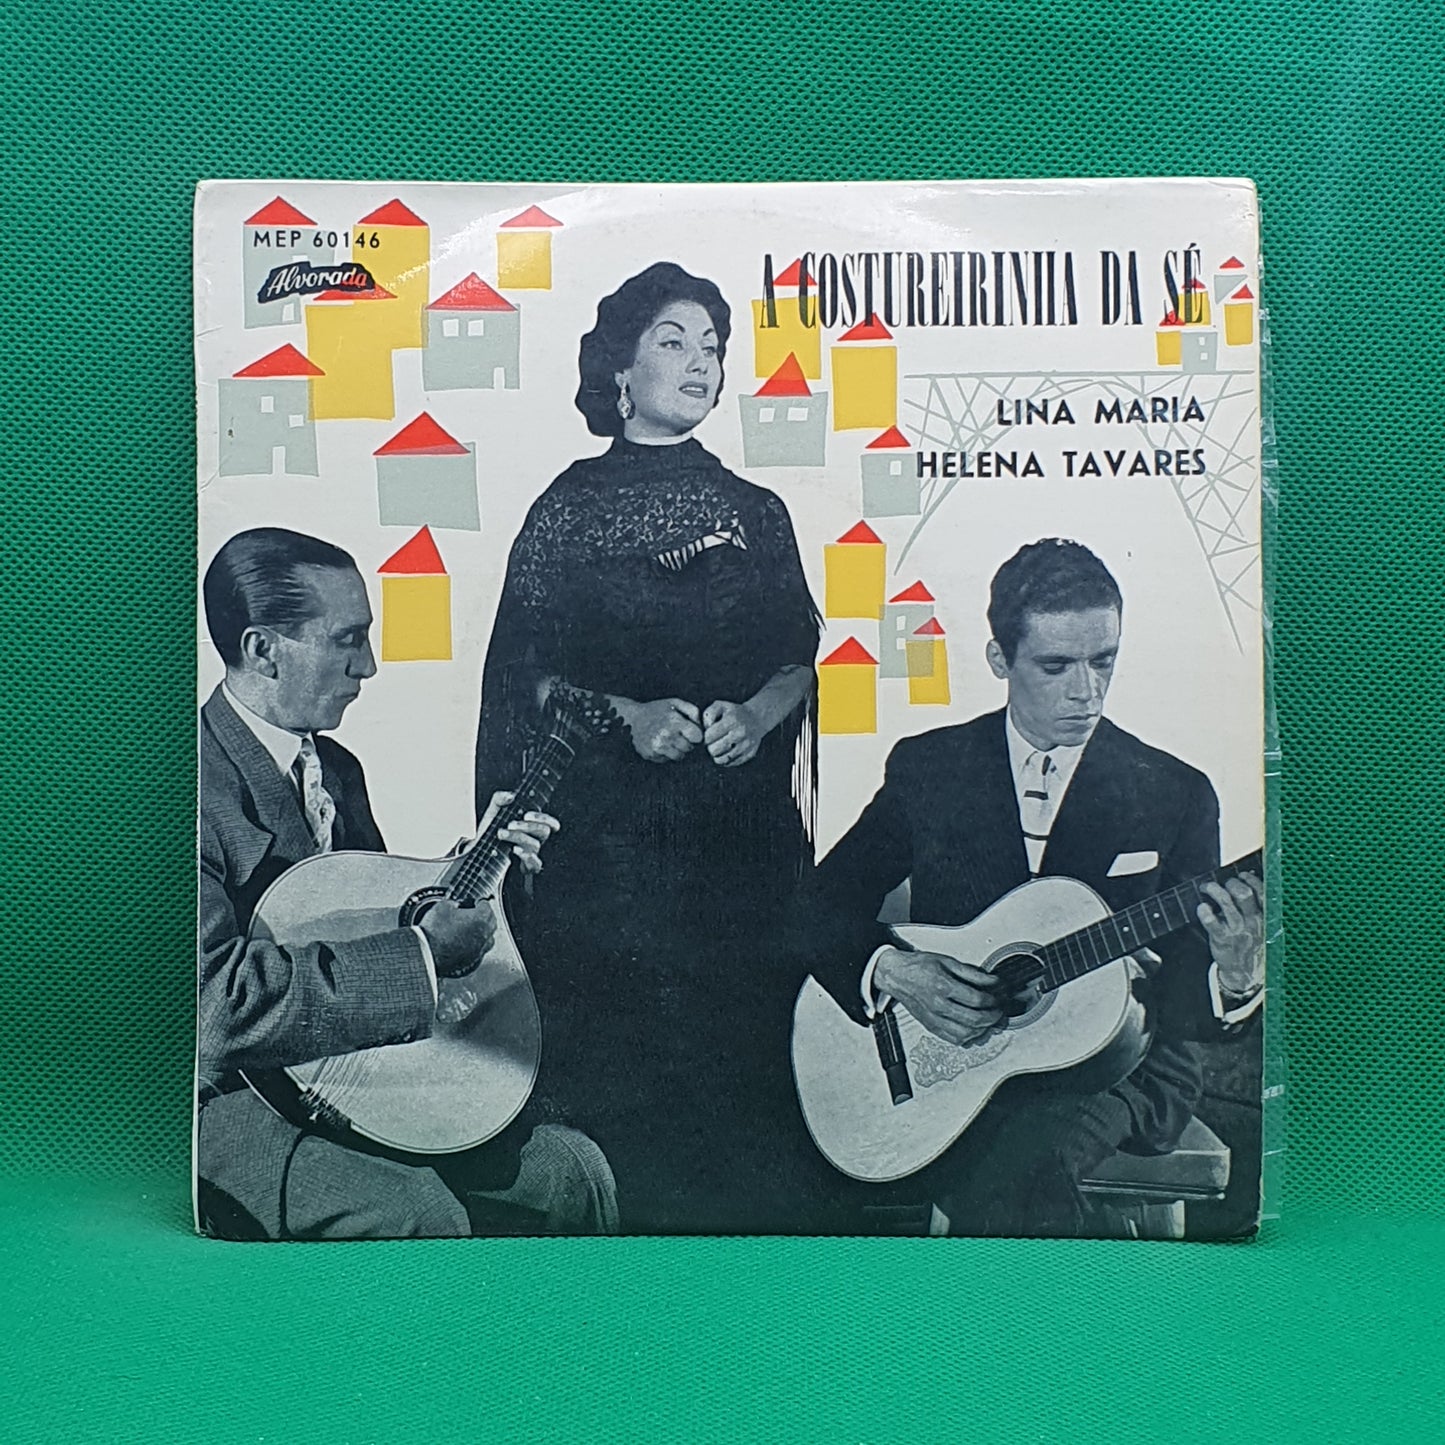 MEP 60146
Alvorada
A COSTUREIRINHA DA SÉ
LINA MARIA
HELENA TAVARES